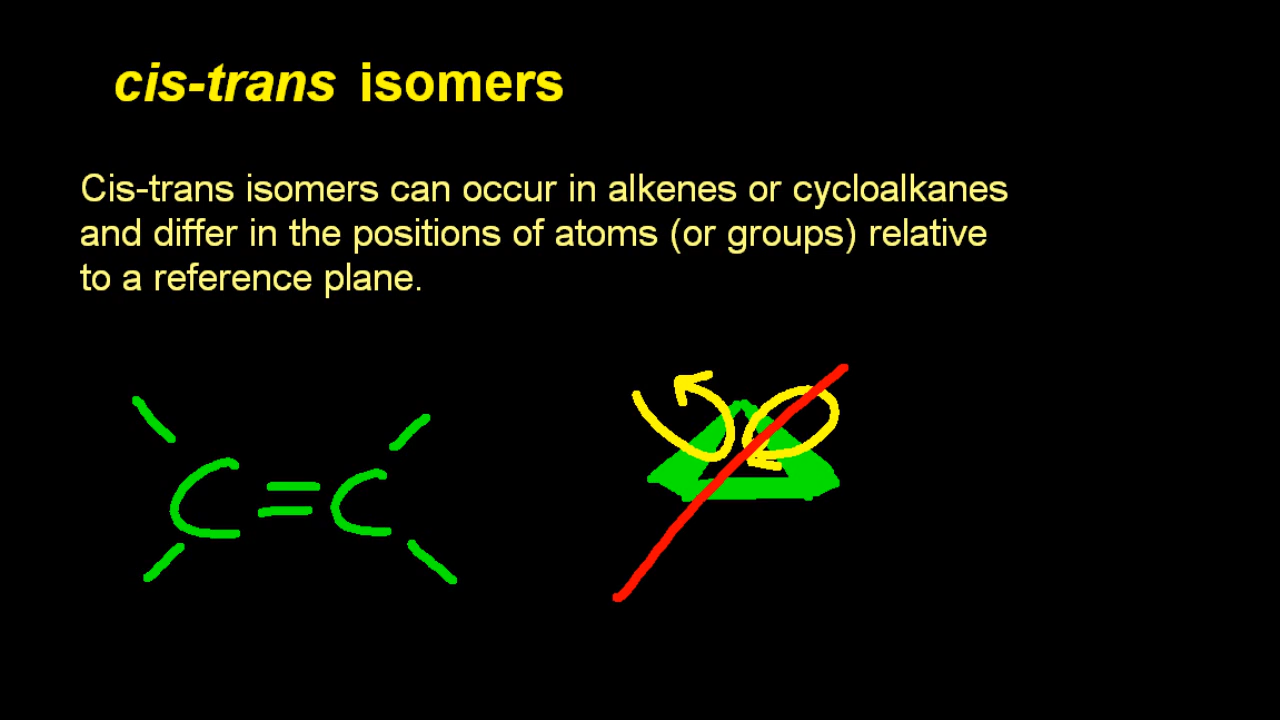 cis-trans isomers
Cis-trans isomers can occur in alkenes or cycloalkanes
and differ in the positions of atoms (or groups) relative
to a reference plane.
C=C